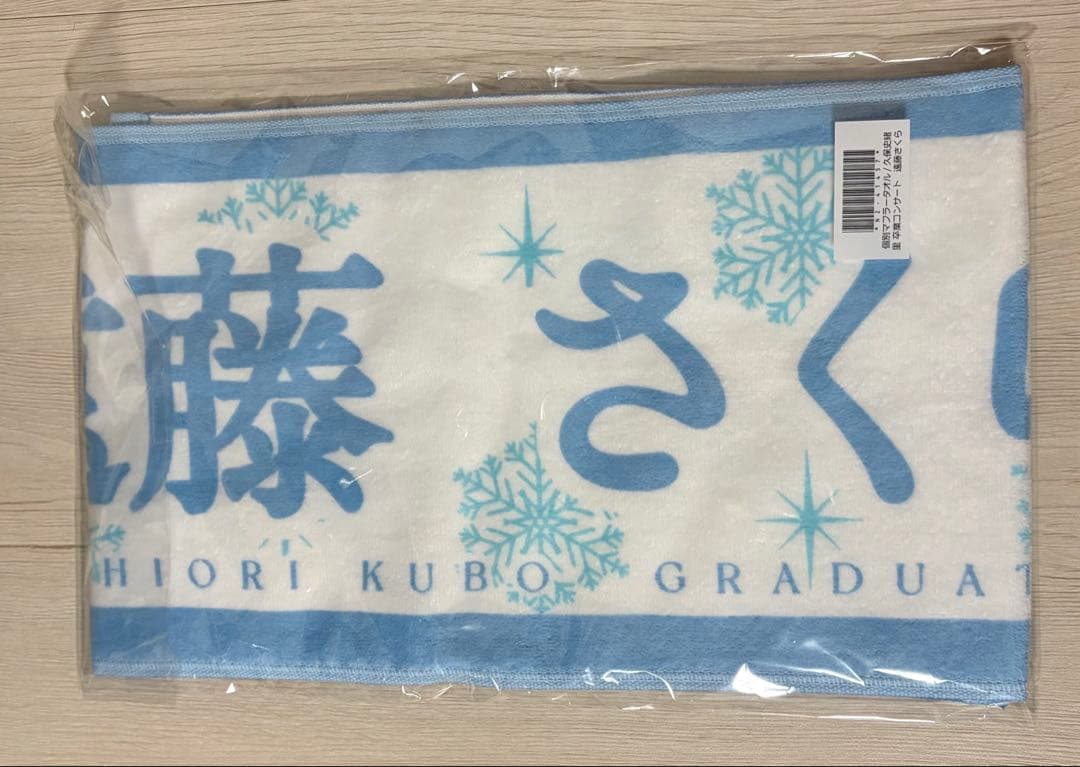 藤 さく
HIORI KUBO GRADUAT
個別マフラータオル/久保史緒
里 卒業コンサート 遠藤さくら